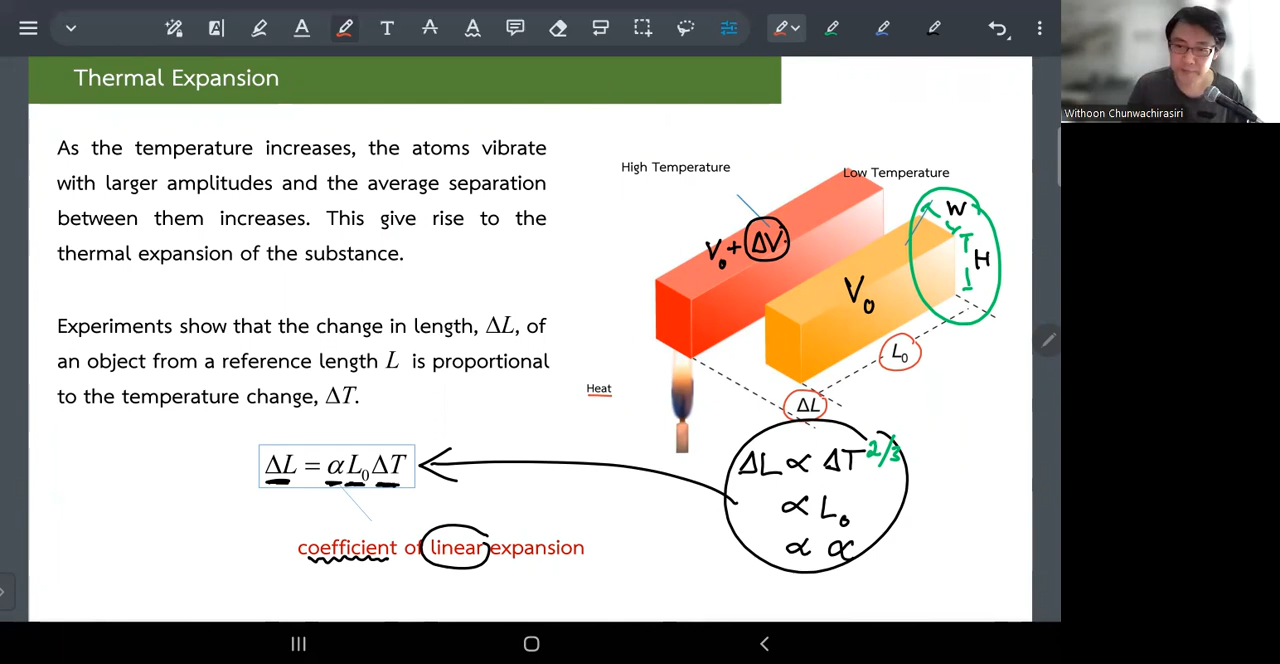 Thermal Expansion
Withoon Chunwachirasiri
As the temperature increases, the atoms vibrate
with larger amplitudes and the average separation
between them increases. This give rise to the
thermal expansion of the substance.
Experiments show that the change in length, ΔL, of
an object from a reference length L is proportional
to the temperature change, ΔT.
ΔL = αL₀ΔT
coefficient of linear expansion
High Temperature
Low Temperature
V₀ + ΔV
V₀
W
H
L₀
ΔL
Heat
ΔL ∝ ΔT 2/3
∝ L₀
∝ α